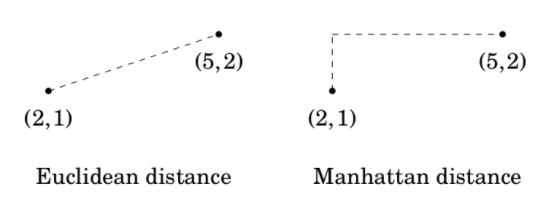 (5,2)
(2,1)
Euclidean distance
(5,2)
(2,1)
Manhattan distance